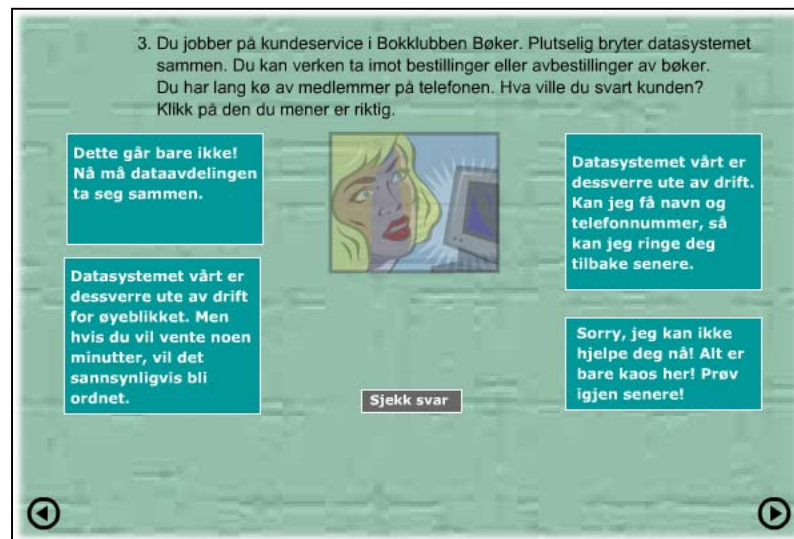 3. Du jobber på kundeservice i Bokklubben Bøker. Plutselig bryter datasystemet
sammen. Du kan verken ta imot bestillinger eller avbestillinger av bøker.
Du har lang kø av medlemmer på telefonen. Hva ville du svart kunden?
Klikk på den du mener er riktig.
Dette går bare ikke!
Nå må dataavdelingen
ta seg sammen.
Datasystemet vårt er
dessverre ute av drift
for øyeblikket. Men
hvis du vil vente noen
minutter, vil det
sannsynligvis bli
ordnet.
Datasystemet vårt er
dessverre ute av drift.
Kan jeg få navn og
telefonnummer, så
kan jeg ringe deg
tilbake senere.
Sorry, jeg kan ikke
hjelpe deg nå! Alt er
bare kaos her! Prøv
igjen senere!
Sjekk svar